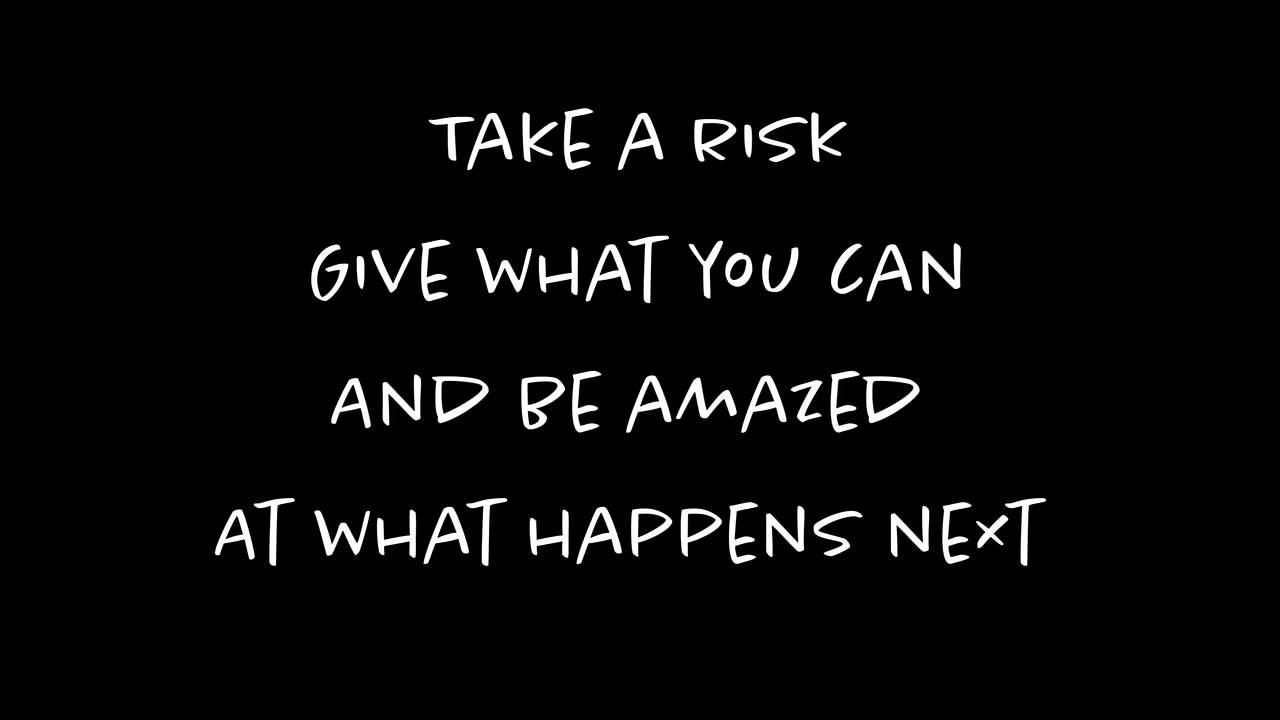 TAKE A RISK
GIVE WHAT YOU CAN
AND BE AMAZED
AT WHAT HAPPENS NEXT